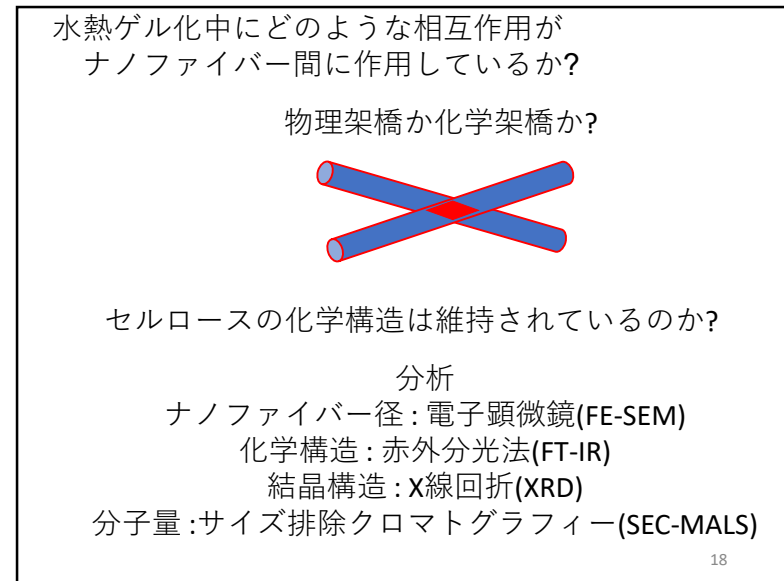 水熱ゲル化中にどのような相互作用が
ナノファイバー間に作用しているか?
物理架橋か化学架橋か?
セルロースの化学構造は維持されているのか?
分析
ナノファイバー径 : 電子顕微鏡(FE-SEM)
化学構造 : 赤外分光法(FT-IR)
結晶構造 : X線回折(XRD)
分子量 :サイズ排除クロマトグラフィー(SEC-MALS)
18